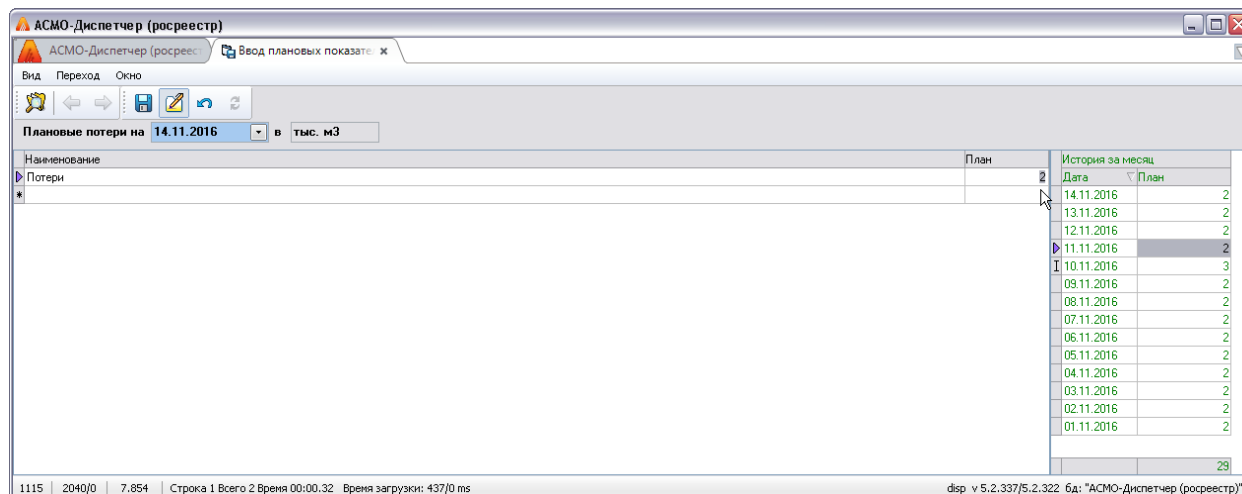 АСМО-Диспетчер (росреестр)
АСМО-Диспетчер (росреест Ввод плановых показате
Вид Переход Окно
Плановые потери на 14.11.2016 в тыс. м3
Наименование План
Потери 2
История за месяц
Дата План
14.11.2016 2
13.11.2016 2
12.11.2016 2
11.11.2016 2
10.11.2016 3
09.11.2016 2
08.11.2016 2
07.11.2016 2
06.11.2016 2
05.11.2016 2
04.11.2016 2
03.11.2016 2
02.11.2016 2
01.11.2016 2
29
1115 2040/0 7.854 Строка 1 Всего 2 Время 00:00.32 Время загрузки: 437/0 ms disp v 5.2.337/5.2.322 бд: "АСМО-Диспетчер (росреестр)"